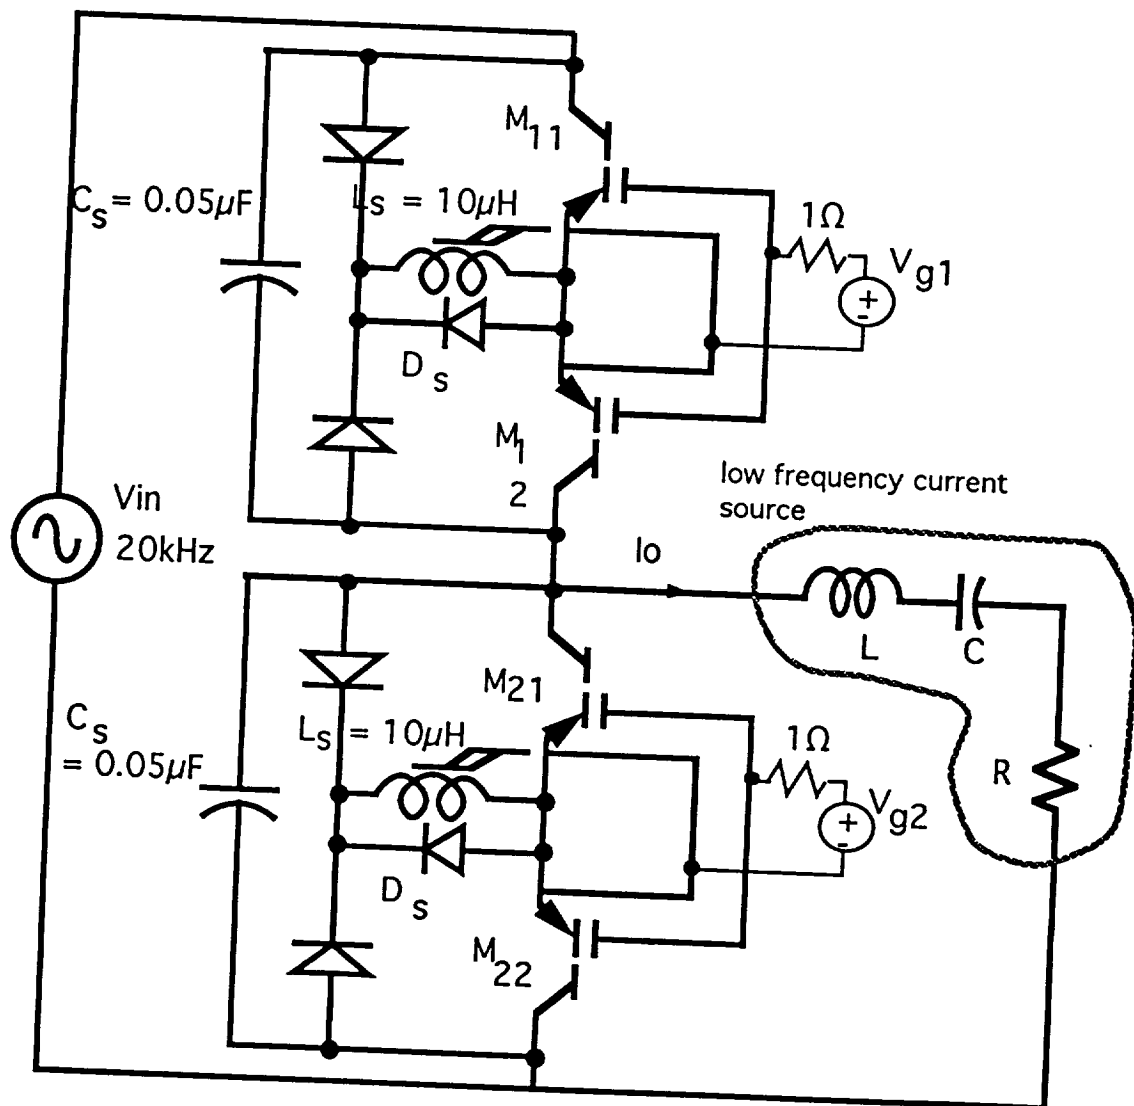 M11
Cs = 0.05µF
Ls = 10µH
1Ω
Vg1
+
-
Ds
M1
2
low frequency current
source
Vin
20kHz
Io
L
C
M21
Cs
= 0.05µF
Ls = 10µH
1Ω
R
Vg2
+
-
Ds
M22